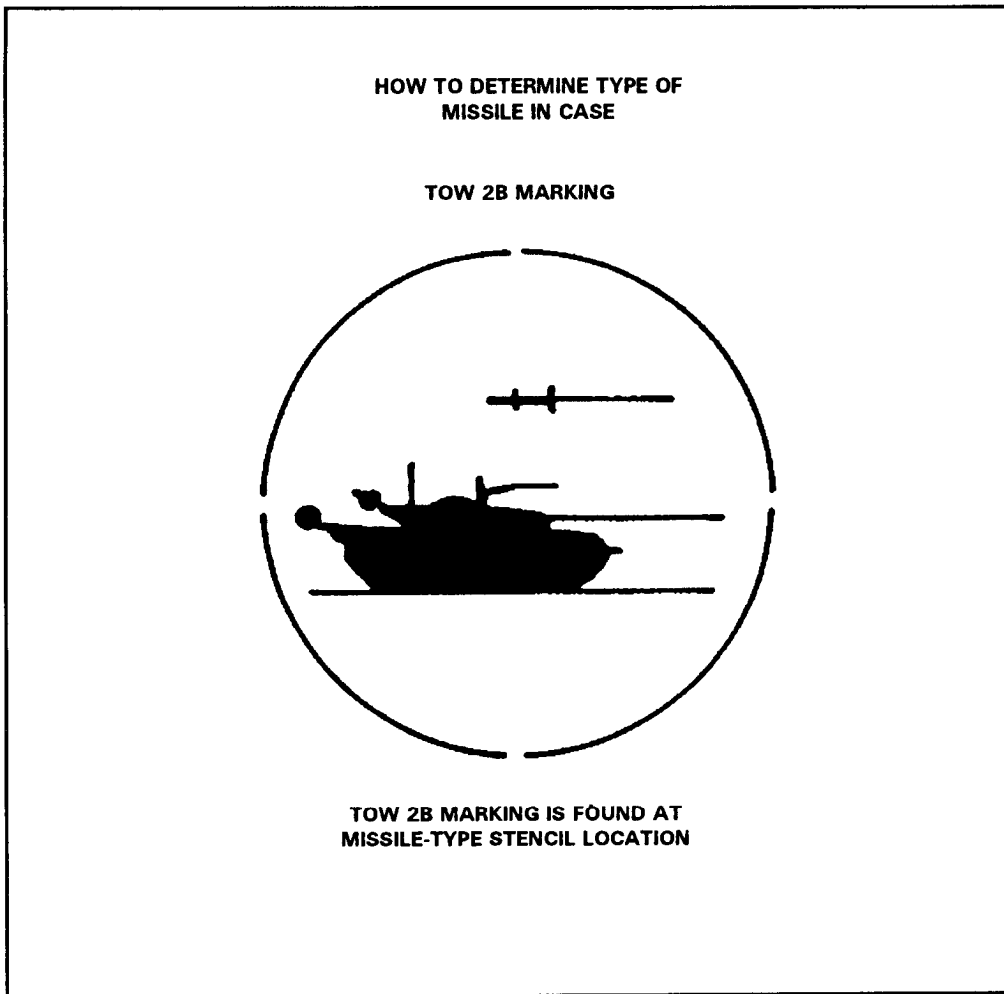 HOW TO DETERMINE TYPE OF
MISSILE IN CASE
TOW 2B MARKING
TOW 2B MARKING IS FOUND AT
MISSILE-TYPE STENCIL LOCATION